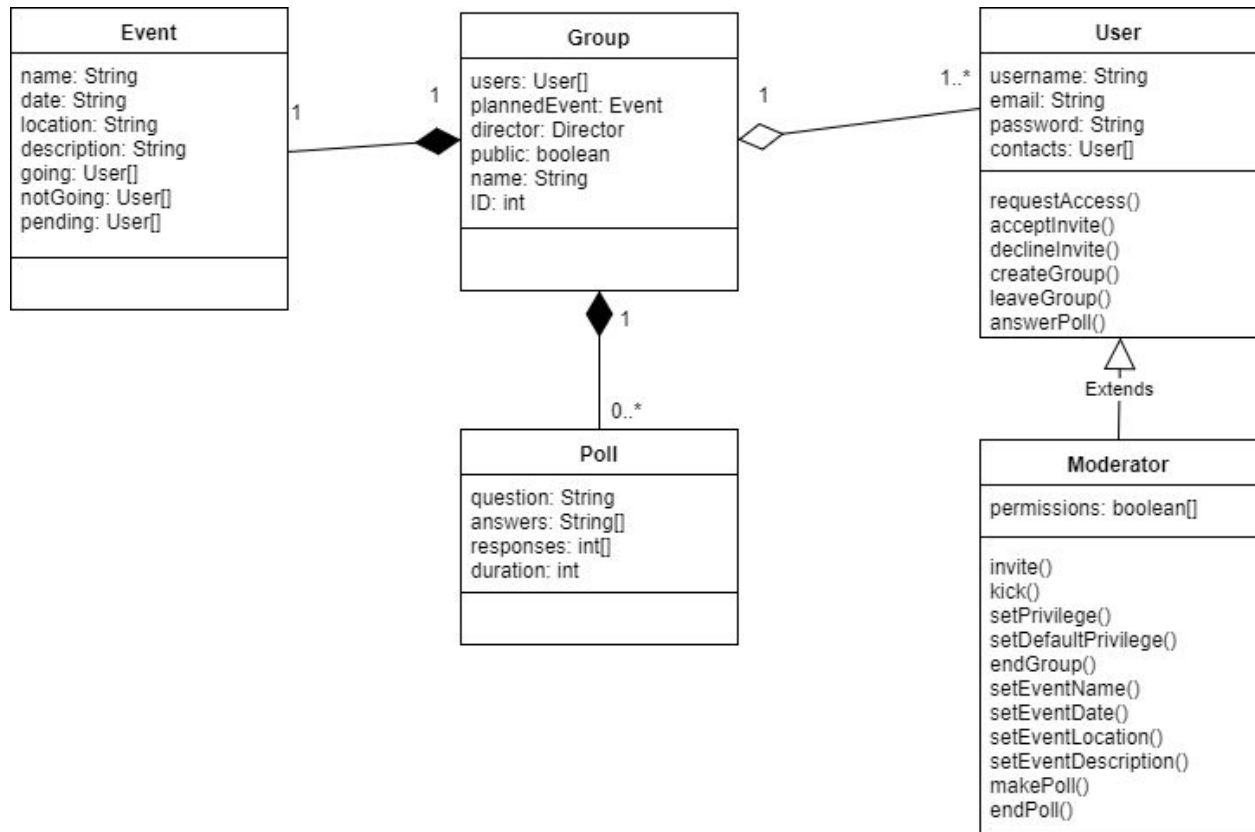 Event
name: String
date: String
location: String
description: String
going: User[]
notGoing: User[]
pending: User[]
1
1
Group
users: User[]
plannedEvent: Event
director: Director
public: boolean
name: String
ID: int
1
1..*
User
username: String
email: String
password: String
contacts: User[]
requestAccess()
acceptInvite()
declineInvite()
createGroup()
leaveGroup()
answerPoll()
1
0..*
Poll
question: String
answers: String[]
responses: int[]
duration: int
Extends
Moderator
permissions: boolean[]
invite()
kick()
setPrivilege()
setDefaultPrivilege()
endGroup()
setEventName()
setEventDate()
setEventLocation()
setEventDescription()
makePoll()
endPoll()